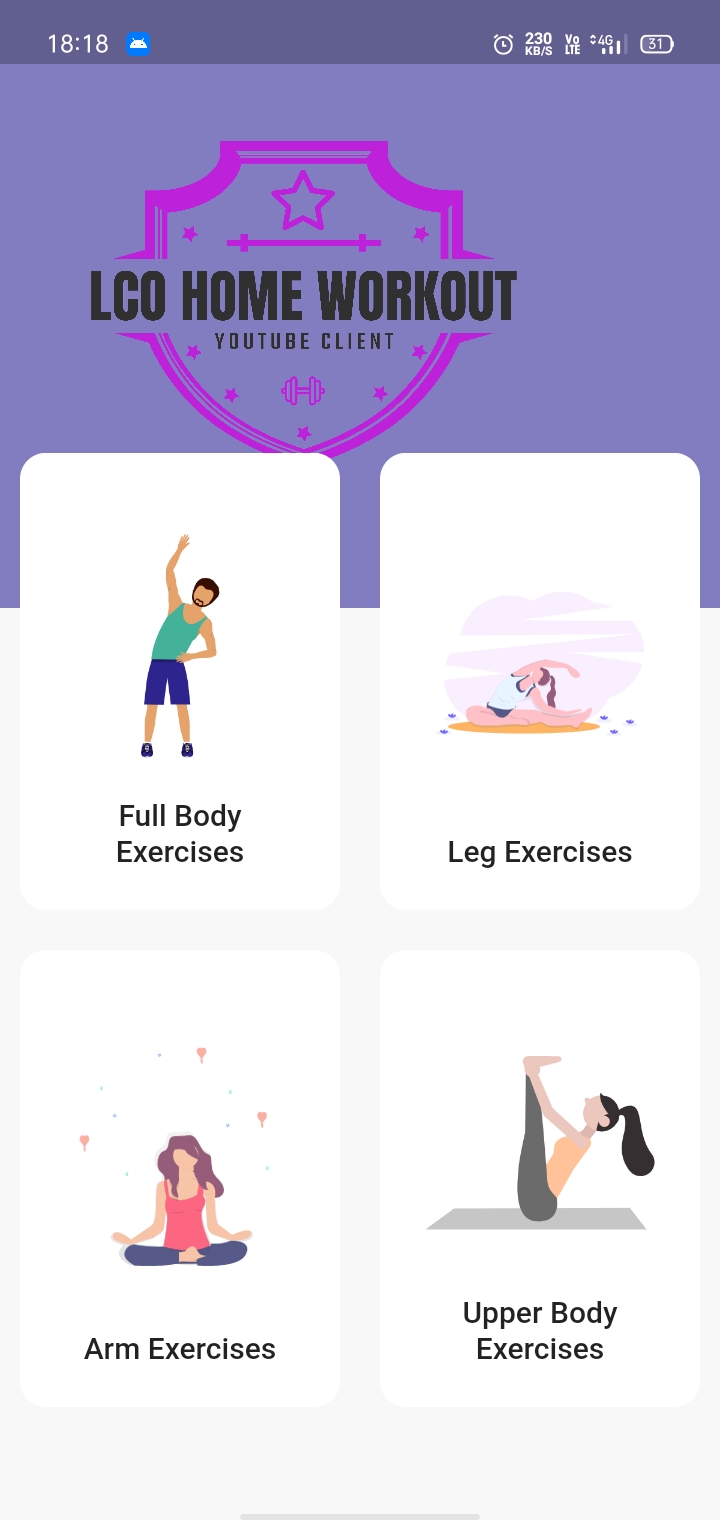 18:18
230
KB/S
Vo
LTE
4G
31
LCO HOME WORKOUT
YOUTUBE CLIENT
Full Body
Exercises
Leg Exercises
Arm Exercises
Upper Body
Exercises